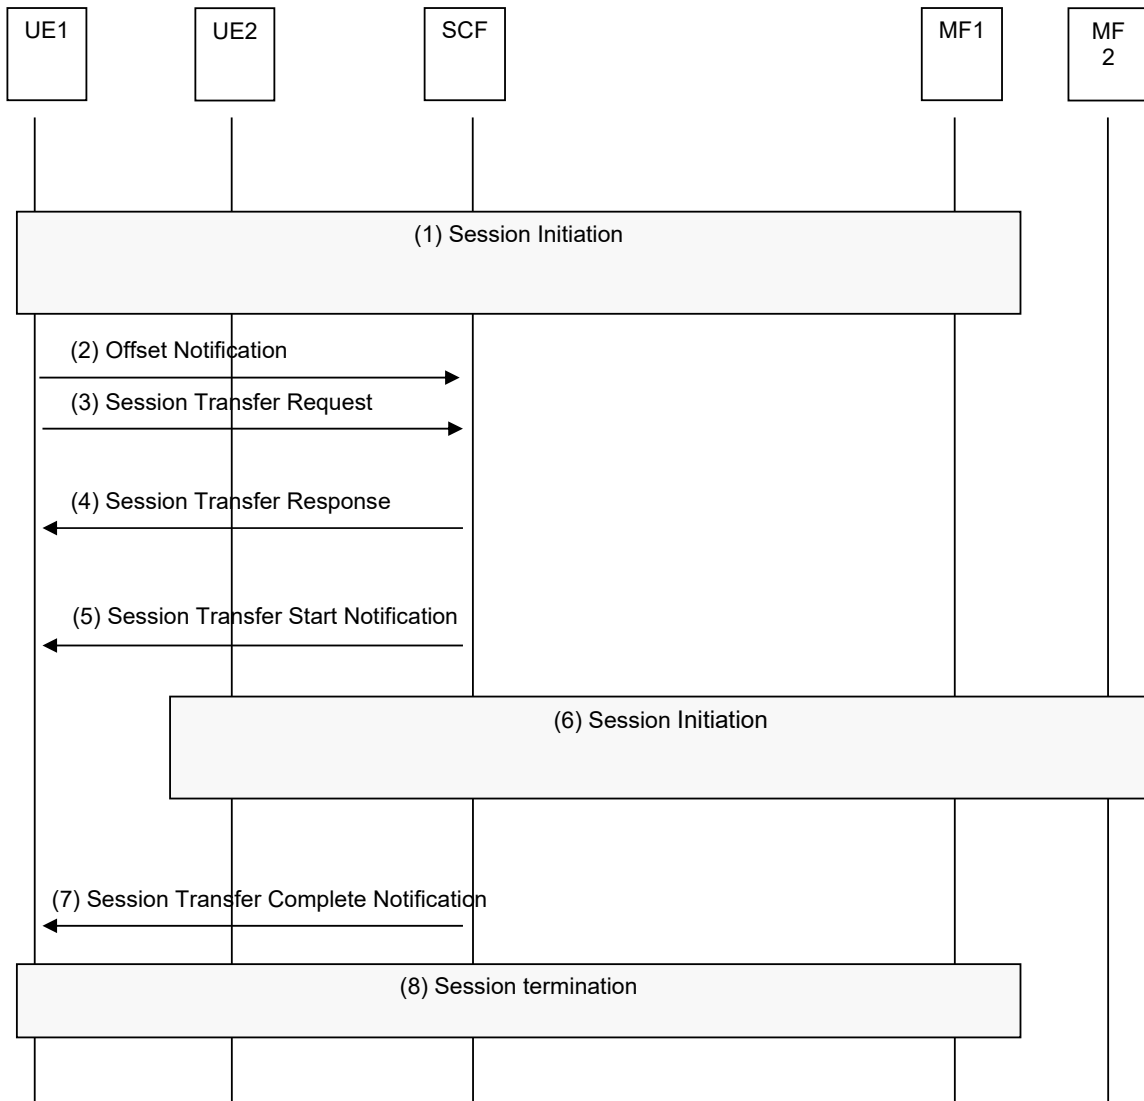 UE1
UE2
SCF
MF1
MF
2
(1) Session Initiation
(2) Offset Notification
(3) Session Transfer Request
(4) Session Transfer Response
(5) Session Transfer Start Notification
(6) Session Initiation
(7) Session Transfer Complete Notification
(8) Session termination